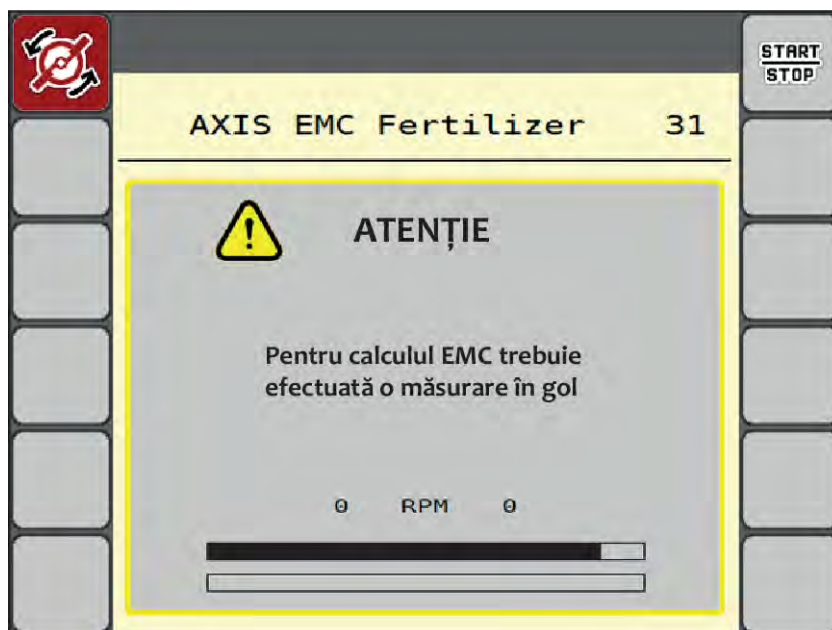 START
STOP
AXIS EMC Fertilizer 31
ATENȚIE
Pentru calculul EMC trebuie
efectuată o măsurare în gol
0 RPM 0